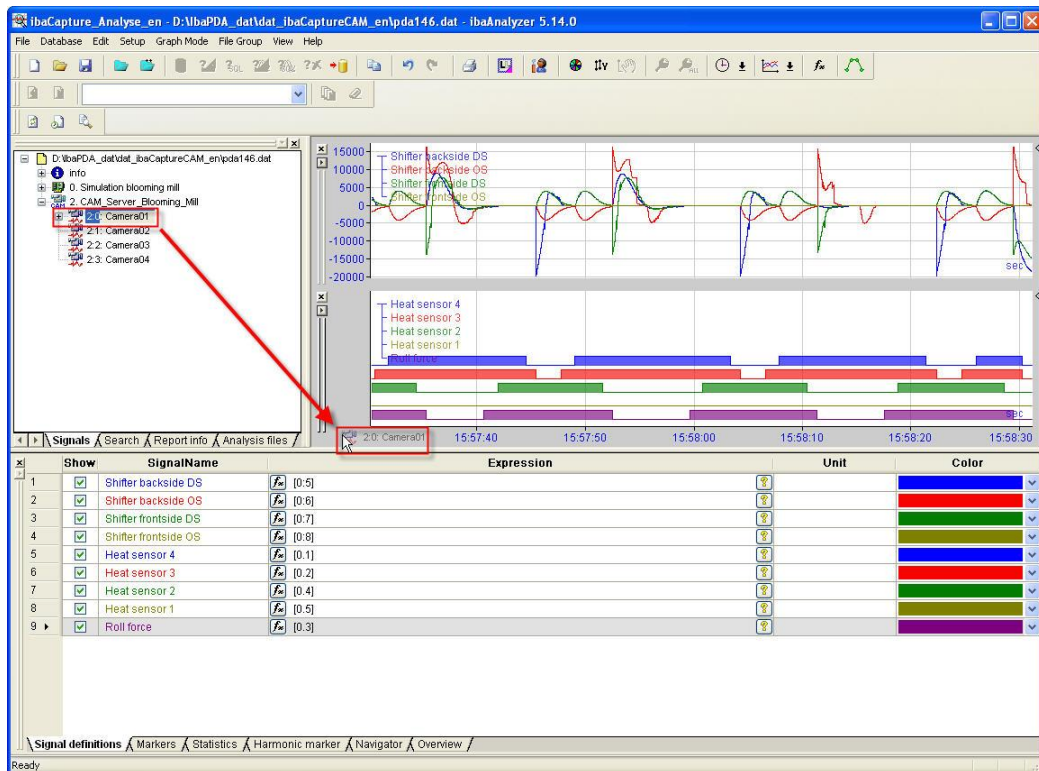 ibaCapture_Analyse_en - D:\IbaPDA_dat\dat_ibaCaptureCAM_en\pda146.dat - ibaAnalyzer 5.14.0
File Database Edit Setup Graph Mode File Group View Help
D:\IbaPDA_dat\dat_ibaCaptureCAM_en\pda146.dat
info
0. Simulation blooming mill
2. CAM_Server_Blooming_Mill
2:0: Camera01
2:1: Camera02
2:2: Camera03
2:3: Camera04
Signals Search Report info Analysis files
15000
10000
5000
0
-5000
-10000
-15000
-20000
Shifter backside DS
Shifter backside OS
Shifter frontside DS
Shifter frontside OS
sec
Heat sensor 4
Heat sensor 3
Heat sensor 2
Heat sensor 1
Roll force
sec
2:0: Camera01
15:57:40 15:57:50 15:58:00 15:58:10 15:58:20 15:58:30
Show SignalName Expression Unit Color
1 Shifter backside DS fx [0:5] ?
2 Shifter backside OS fx [0:6] ?
3 Shifter frontside DS fx [0:7] ?
4 Shifter frontside OS fx [0:8] ?
5 Heat sensor 4 fx [0.1] ?
6 Heat sensor 3 fx [0.2] ?
7 Heat sensor 2 fx [0.4] ?
8 Heat sensor 1 fx [0.5] ?
9 Roll force fx [0.3] ?
Signal definitions Markers Statistics Harmonic marker Navigator Overview
Ready